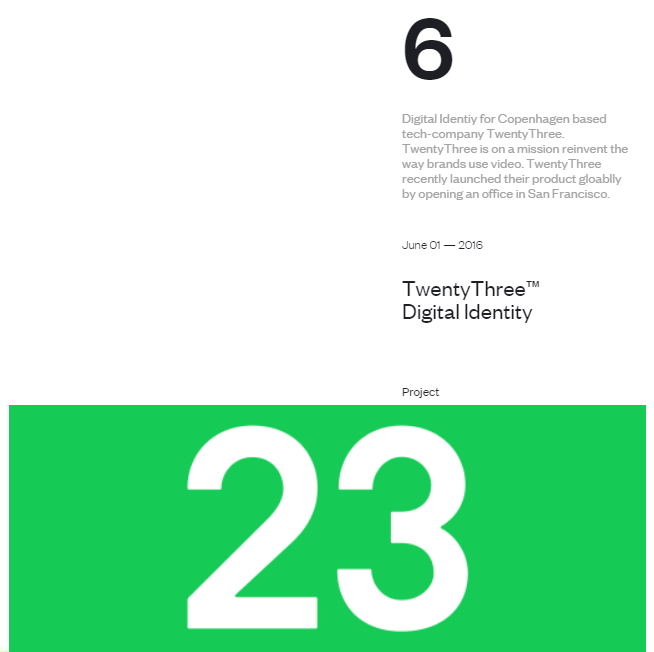 6
Digital Identiy for Copenhagen based
tech-company TwentyThree.
TwentyThree is on a mission reinvent the
way brands use video. TwentyThree
recently launched their product gloablly
by opening an office in San Francisco.
June 01 — 2016
TwentyThree™
Digital Identity
Project
23